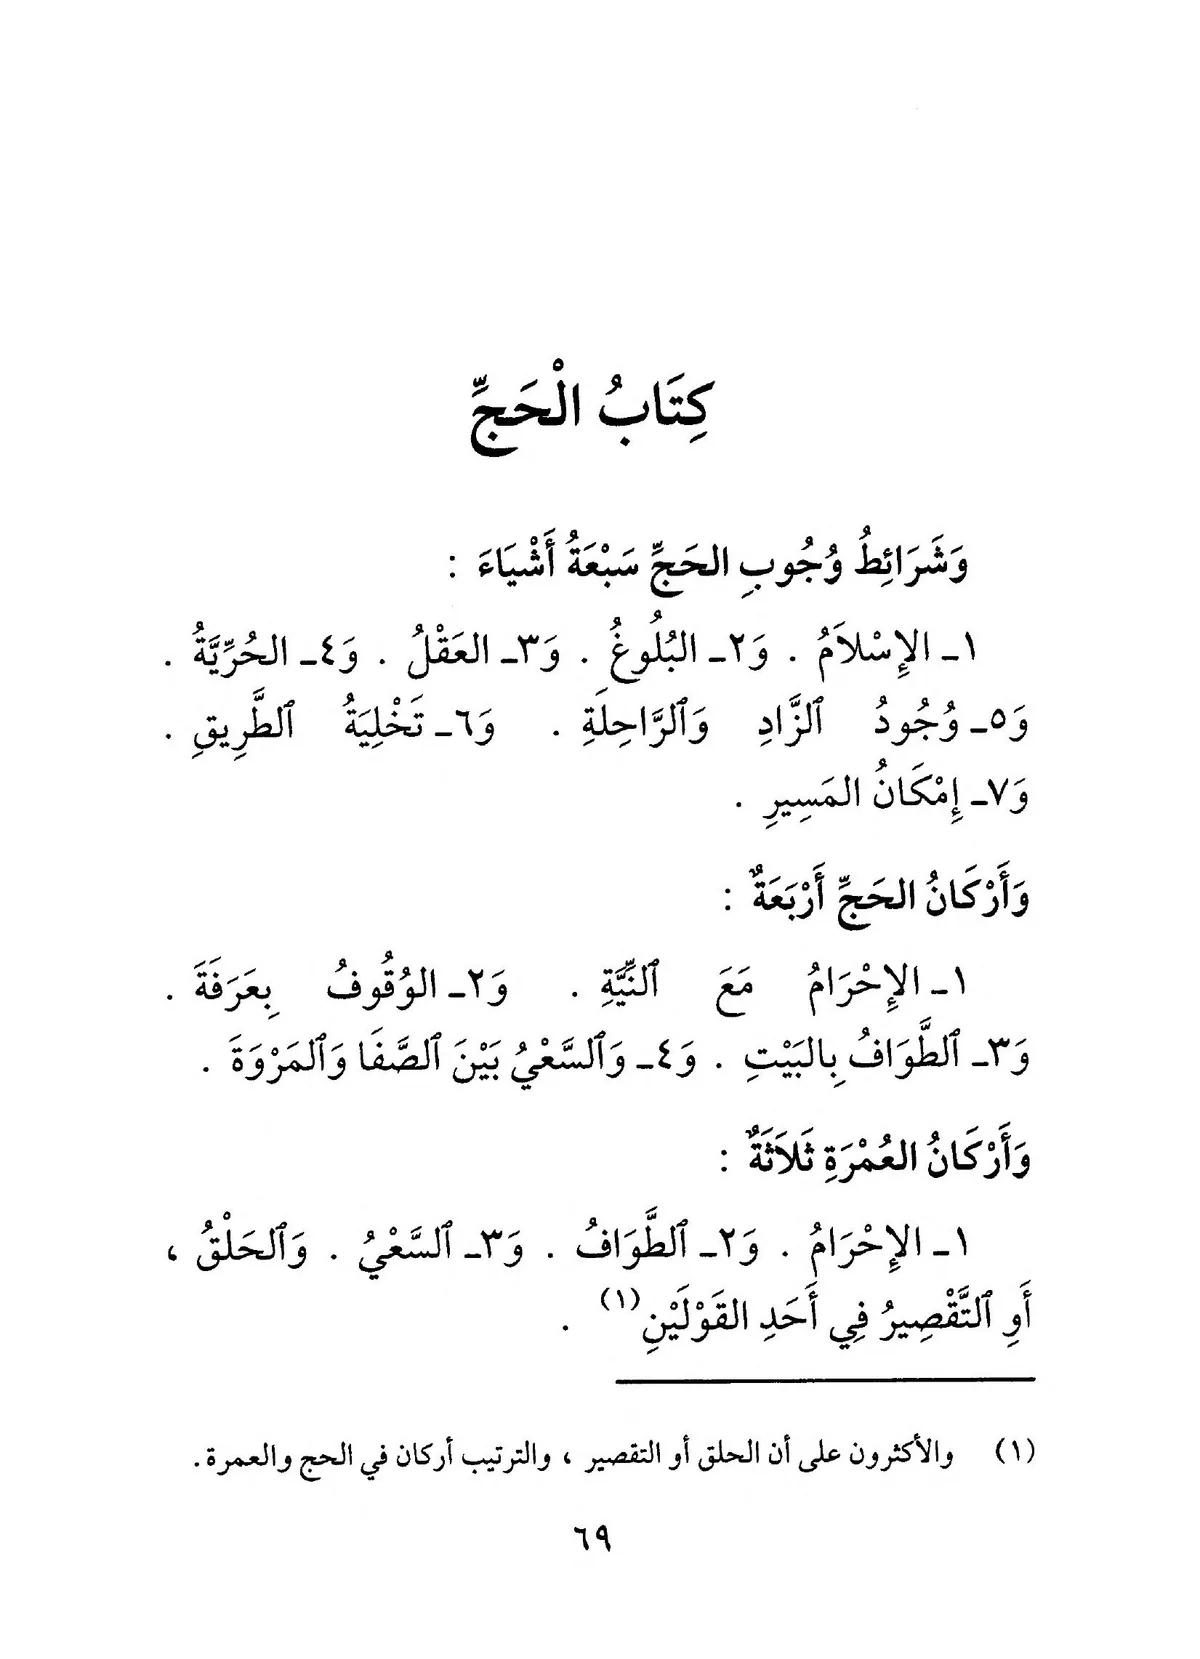 كِتَابُ الْحَجِّ
وَشَرَائِطُ وُجُوبِ الحَجِّ سَبْعَةُ أَشْيَاءَ :
١ـ الإِسْلاَمُ . وَ٢ـ البُلُوغُ . وَ٣ـ العَقْلُ . وَ٤ـ الحُرِّيَّةُ .
وَ٥ـ وُجُودُ ٱلزَّادِ وَٱلرَّاحِلَةِ . وَ٦ـ تَخْلِيَةُ ٱلطَّرِيقِ .
وَ٧ـ إِمْكَانُ المَسِيرِ .
وَأَرْكَانُ الحَجِّ أَرْبَعَةٌ :
١ـ الإِحْرَامُ مَعَ ٱلنِّيَّةِ . وَ٢ـ الوُقُوفُ بِعَرَفَةَ .
وَ٣ـ ٱلطَّوَافُ بِالبَيْتِ . وَ٤ـ وَٱلسَّعْيُ بَيْنَ ٱلصَّفَا وَٱلمَرْوَةَ .
وَأَرْكَانُ العُمْرَةِ ثَلاَثَةٌ :
١ـ الإِحْرَامُ . وَ٢ـ ٱلطَّوَافُ . وَ٣ـ ٱلسَّعْيُ . وَٱلحَلْقُ ،
أَوِ ٱلتَّقْصِيرُ فِي أَحَدِ القَوْلَيْنِ(١) .
(١) والأكثرون على أن الحلق أو التقصير ، والترتيب أركان في الحج والعمرة.
٦٩